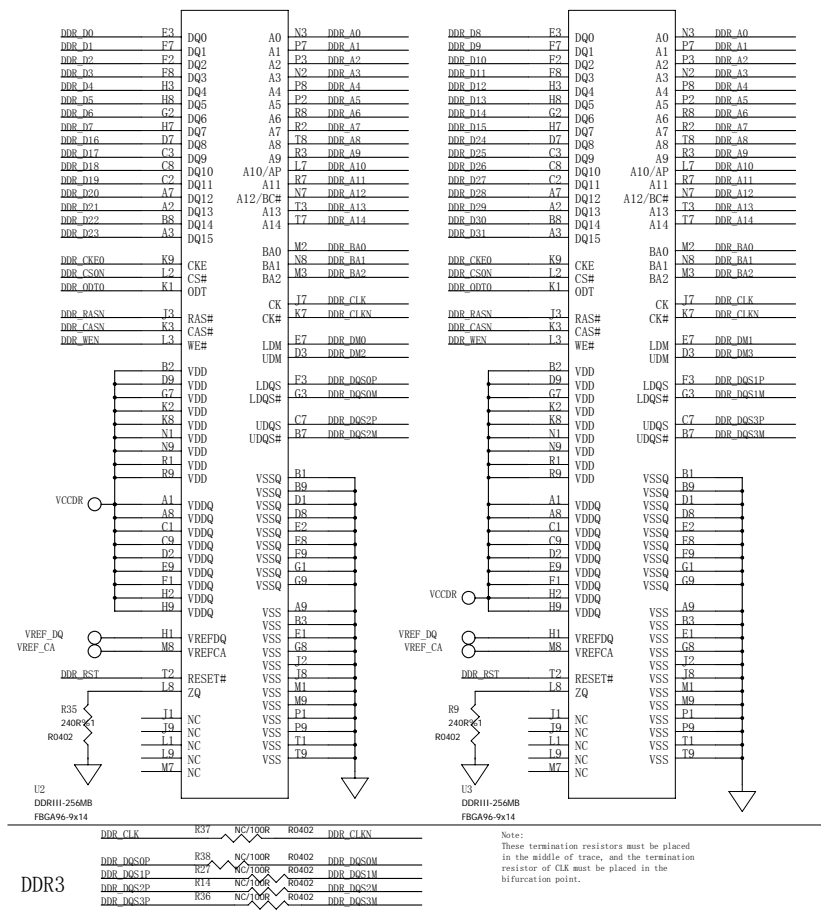 DDR_D0 E3 DQ0 A0 N3 DDR_A0
DDR_D1 F7 DQ1 A1 P7 DDR_A1
DDR_D2 F2 DQ2 A2 P3 DDR_A2
DDR_D3 F8 DQ3 A3 N2 DDR_A3
DDR_D4 H3 DQ4 A4 P8 DDR_A4
DDR_D5 H8 DQ5 A5 P2 DDR_A5
DDR_D6 G2 DQ6 A6 R8 DDR_A6
DDR_D7 H7 DQ7 A7 R2 DDR_A7
DDR_D16 D7 DQ8 A8 T8 DDR_A8
DDR_D17 C3 DQ9 A9 R3 DDR_A9
DDR_D18 C8 DQ10 A10/AP L7 DDR_A10
DDR_D19 C2 DQ11 A11 R7 DDR_A11
DDR_D20 A7 DQ12 A12/BC# N7 DDR_A12
DDR_D21 A2 DQ13 A13 T3 DDR_A13
DDR_D22 B8 DQ14 A14 T7 DDR_A14
DDR_D23 A3 DQ15
BA0 M2 DDR_BA0
DDR_CKE0 K9 CKE BA1 N8 DDR_BA1
DDR_CS0N L2 CS# BA2 M3 DDR_BA2
DDR_ODT0 K1 ODT
CK J7 DDR_CLK
DDR_RASN J3 RAS# CK# K7 DDR_CLKN
DDR_CASN K3 CAS#
DDR_WEN L3 WE# LDM E7 DDR_DM0
UDM D3 DDR_DM2
B2 VDD
D9 VDD LDQS F3 DDR_DQS0P
G7 VDD LDQS# G3 DDR_DQS0M
K2 VDD
K8 VDD UDQS C7 DDR_DQS2P
N1 VDD UDQS# B7 DDR_DQS2M
N9 VDD
R1 VDD
R9 VDD VSSQ B1
VSSQ B9
VCCDR A1 VDDQ VSSQ D1
A8 VDDQ VSSQ D8
C1 VDDQ VSSQ E2
C9 VDDQ VSSQ E8
D2 VDDQ VSSQ F9
E9 VDDQ VSSQ G1
F1 VDDQ VSSQ G9
H2 VDDQ
H9 VDDQ VSS A9
VSS B3
VREF_DQ H1 VREFDQ VSS E1
VREF_CA M8 VREFCA VSS G8
VSS J2
DDR_RST T2 RESET# VSS J8
L8 ZQ VSS M1
VSS M9
R35 J1 NC VSS P1
240R%1 J9 NC VSS P9
R0402 L1 NC VSS T1
L9 NC VSS T9
M7 NC
U2
DDRIII-256MB
FBGA96-9x14
DDR_D8 E3 DQ0 A0 N3 DDR_A0
DDR_D9 F7 DQ1 A1 P7 DDR_A1
DDR_D10 F2 DQ2 A2 P3 DDR_A2
DDR_D11 F8 DQ3 A3 N2 DDR_A3
DDR_D12 H3 DQ4 A4 P8 DDR_A4
DDR_D13 H8 DQ5 A5 P2 DDR_A5
DDR_D14 G2 DQ6 A6 R8 DDR_A6
DDR_D15 H7 DQ7 A7 R2 DDR_A7
DDR_D24 D7 DQ8 A8 T8 DDR_A8
DDR_D25 C3 DQ9 A9 R3 DDR_A9
DDR_D26 C8 DQ10 A10/AP L7 DDR_A10
DDR_D27 C2 DQ11 A11 R7 DDR_A11
DDR_D28 A7 DQ12 A12/BC# N7 DDR_A12
DDR_D29 A2 DQ13 A13 T3 DDR_A13
DDR_D30 B8 DQ14 A14 T7 DDR_A14
DDR_D31 A3 DQ15
BA0 M2 DDR_BA0
DDR_CKE0 K9 CKE BA1 N8 DDR_BA1
DDR_CS0N L2 CS# BA2 M3 DDR_BA2
DDR_ODT0 K1 ODT
CK J7 DDR_CLK
DDR_RASN J3 RAS# CK# K7 DDR_CLKN
DDR_CASN K3 CAS#
DDR_WEN L3 WE# LDM E7 DDR_DM1
UDM D3 DDR_DM3
B2 VDD
D9 VDD LDQS F3 DDR_DQS1P
G7 VDD LDQS# G3 DDR_DQS1M
K2 VDD
K8 VDD UDQS C7 DDR_DQS3P
N1 VDD UDQS# B7 DDR_DQS3M
N9 VDD
R1 VDD
R9 VDD VSSQ B1
VSSQ B9
A1 VDDQ VSSQ D1
A8 VDDQ VSSQ D8
C1 VDDQ VSSQ E2
C9 VDDQ VSSQ E8
D2 VDDQ VSSQ F9
E9 VDDQ VSSQ G1
F1 VDDQ VSSQ G9
VCCDR H2 VDDQ
H9 VDDQ VSS A9
VSS B3
VREF_DQ H1 VREFDQ VSS E1
VREF_CA M8 VREFCA VSS G8
VSS J2
DDR_RST T2 RESET# VSS J8
L8 ZQ VSS M1
VSS M9
R9 J1 NC VSS P1
240R%1 J9 NC VSS P9
R0402 L1 NC VSS T1
L9 NC VSS T9
M7 NC
U3
DDRIII-256MB
FBGA96-9x14
DDR3
DDR_CLK R37 NC/100R R0402 DDR_CLKN
DDR_DQS0P R38 NC/100R R0402 DDR_DQS0M
DDR_DQS1P R27 NC/100R R0402 DDR_DQS1M
DDR_DQS2P R14 NC/100R R0402 DDR_DQS2M
DDR_DQS3P R36 NC/100R R0402 DDR_DQS3M
Note:
These termination resistors must be placed
in the middle of trace, and the termination
resistor of CLK must be placed in the
bifurcation point.